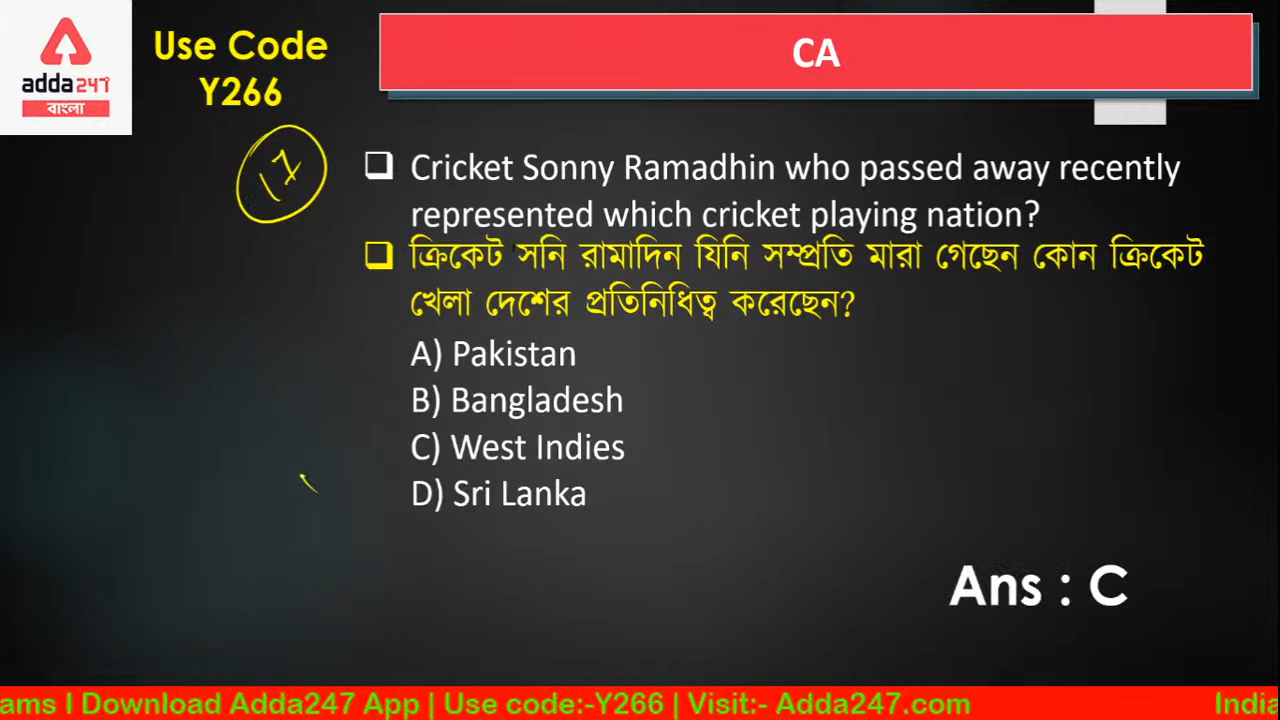 adda247
বাংলা
Use Code
Y266
CA
17
Cricket Sonny Ramadhin who passed away recently
represented which cricket playing nation?
ক্রিকেট সনি রামাদিন যিনি সম্প্রতি মারা গেছেন কোন ক্রিকেট
খেলা দেশের প্রতিনিধিত্ব করেছেন?
A) Pakistan
B) Bangladesh
C) West Indies
D) Sri Lanka
Ans : C
ams I Download Adda247 App | Use code:-Y266 | Visit:- Adda247.com India